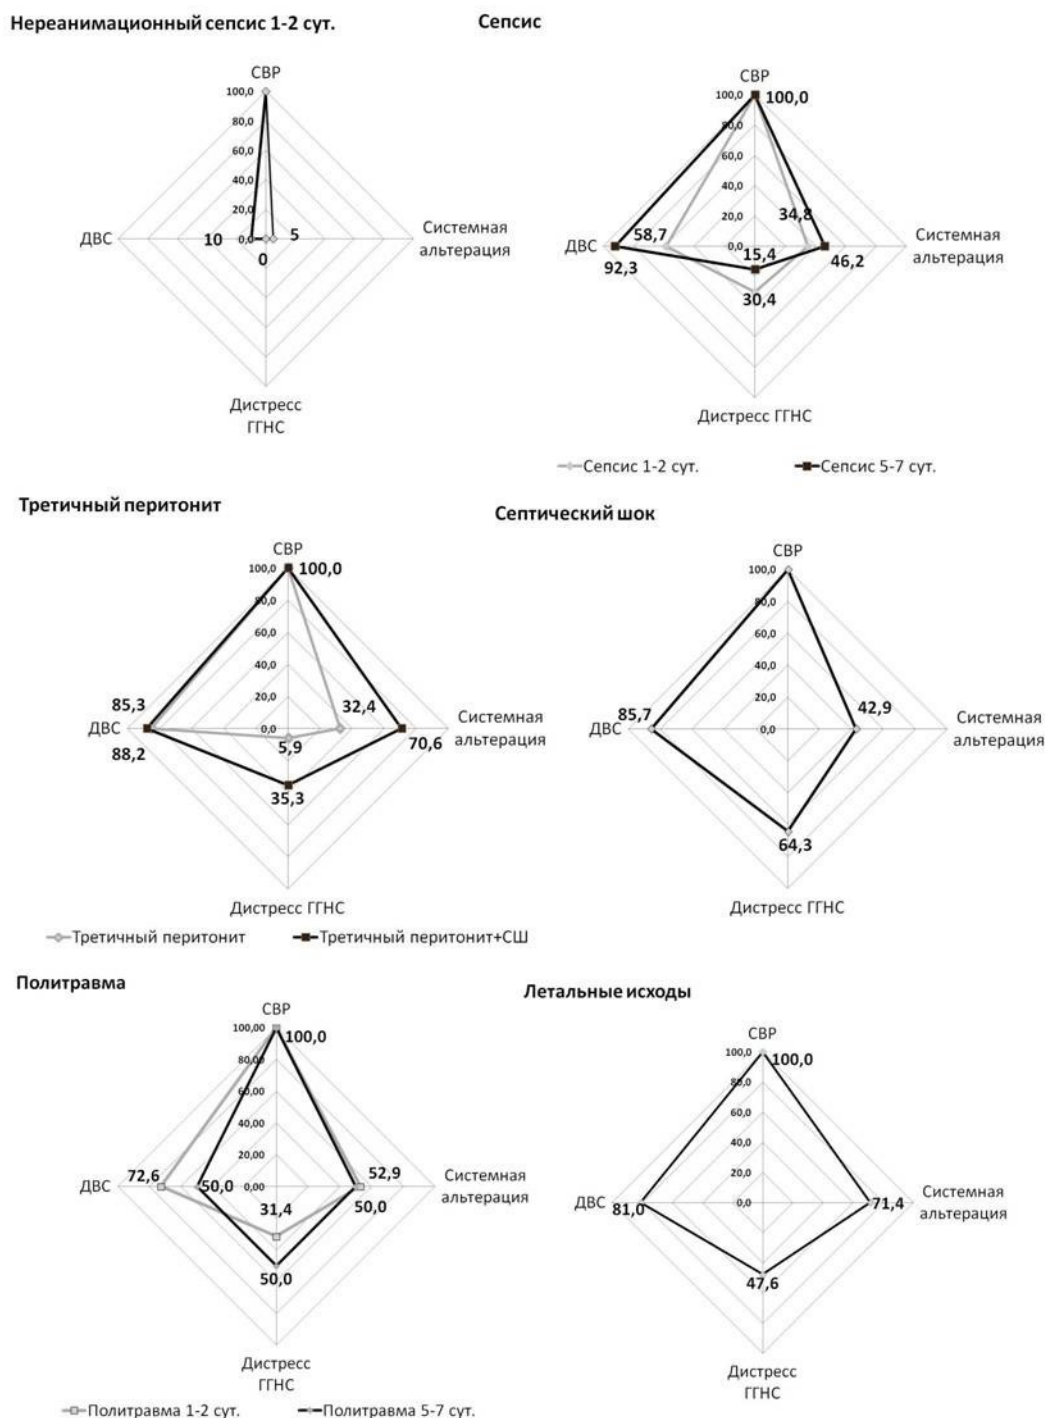 Нереанимационный сепсис 1-2 сут.
СВР
100,0
80,0
60,0
40,0
20,0
0,0
ДВС
10
5
0
Системная
альтерация
Дистресс
ГГНС
Сепсис
СВР
100,0
100,0
80,0
60,0
40,0
20,0
0,0
34,8
ДВС
58,7
92,3
15,4
30,4
46,2
Системная
альтерация
Дистресс ГГНС
Сепсис 1-2 сут.
Сепсис 5-7 сут.
Третичный перитонит
СВР
100,0
100,0
80,0
60,0
40,0
20,0
0,0
85,3
ДВС
88,2
32,4
5,9
35,3
70,6
Системная
альтерация
Дистресс ГГНС
Третичный перитонит
Третичный перитонит+СШ
Септический шок
СВР
100,0
80,0
60,0
40,0
20,0
0,0
85,7
ДВС
42,9
64,3
Системная
альтерация
Дистресс ГГНС
Политравма
СВР
100,00
100,0
80,00
60,00
40,00
20,00
0,00
72,6
ДВС
50,0
52,9
31,4
50,0
50,0
Системная
альтерация
Дистресс
ГГНС
Политравма 1-2 сут.
Политравма 5-7 сут.
Летальные исходы
СВР
100,0
100,0
80,0
60,0
40,0
20,0
0,0
ДВС
81,0
71,4
47,6
Системная
альтерация
Дистресс
ГГНС